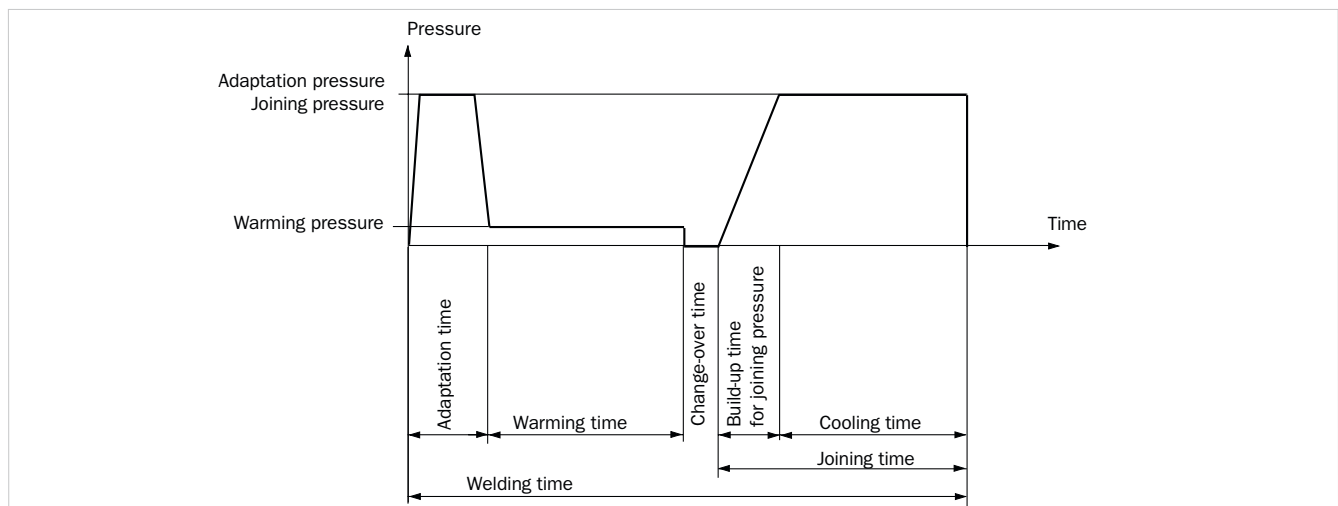 Pressure
Adaptation pressure
Joining pressure
Warming pressure
Time
Adaptation time
Warming time
Change-over time
Build-up time
for joining pressure
Cooling time
Joining time
Welding time